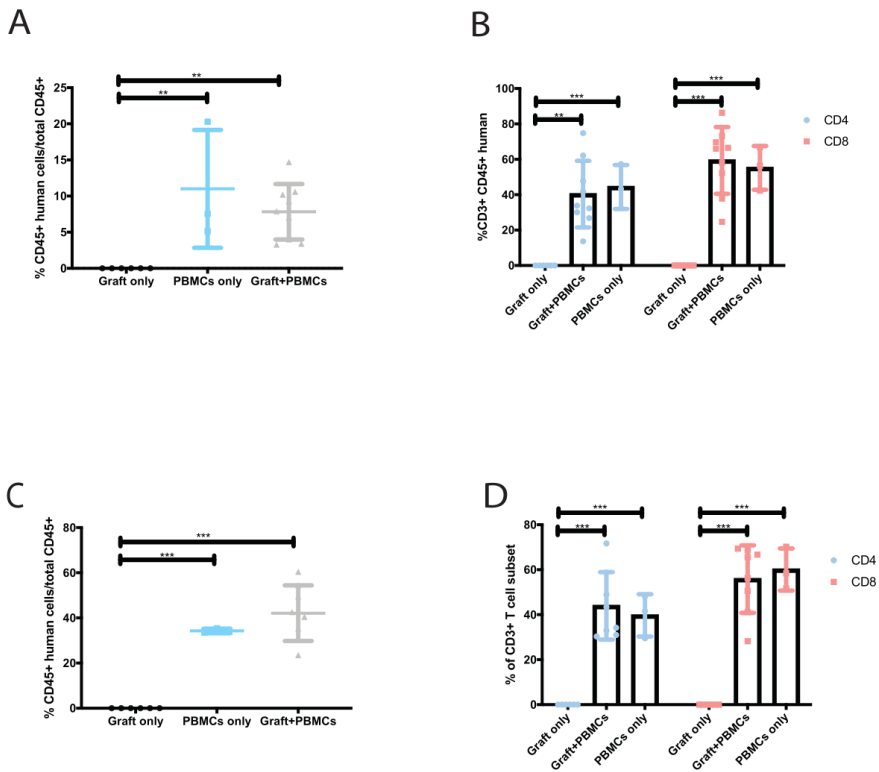 A
% CD45+ human cells/total CD45+
25
20
15
10
5
0
**
**
Graft only
PBMCs only
Graft+PBMCs
B
%CD3+ CD45+ human
100
80
60
40
20
0
***
**
***
***
Graft only
Graft+PBMCs
PBMCs only
Graft only
Graft+PBMCs
PBMCs only
CD4
CD8
C
% CD45+ human cells/total CD45+
80
60
40
20
0
***
***
Graft only
PBMCs only
Graft+PBMCs
D
% of CD3+ T cell subset
80
60
40
20
0
***
***
***
***
Graft only
Graft+PBMCs
PBMCs only
Graft only
Graft+PBMCs
PBMCs only
CD4
CD8